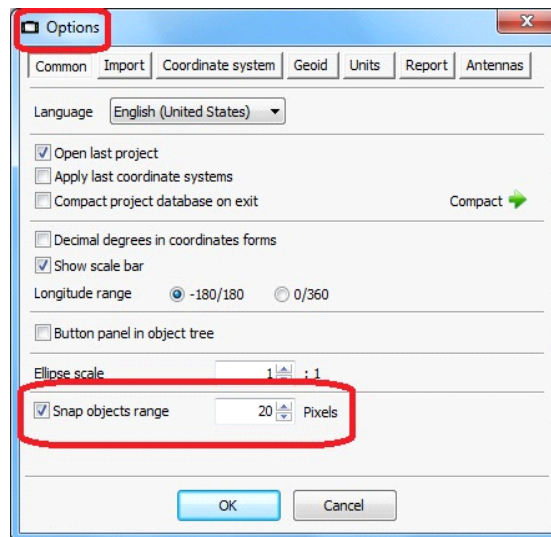 Options
Common Import Coordinate system Geoid Units Report Antennas
Language English (United States)
Open last project
Apply last coordinate systems
Compact project database on exit Compact
Decimal degrees in coordinates forms
Show scale bar
Longitude range -180/180 0/360
Button panel in object tree
Ellipse scale 1 : 1
Snap objects range 20 Pixels
OK Cancel